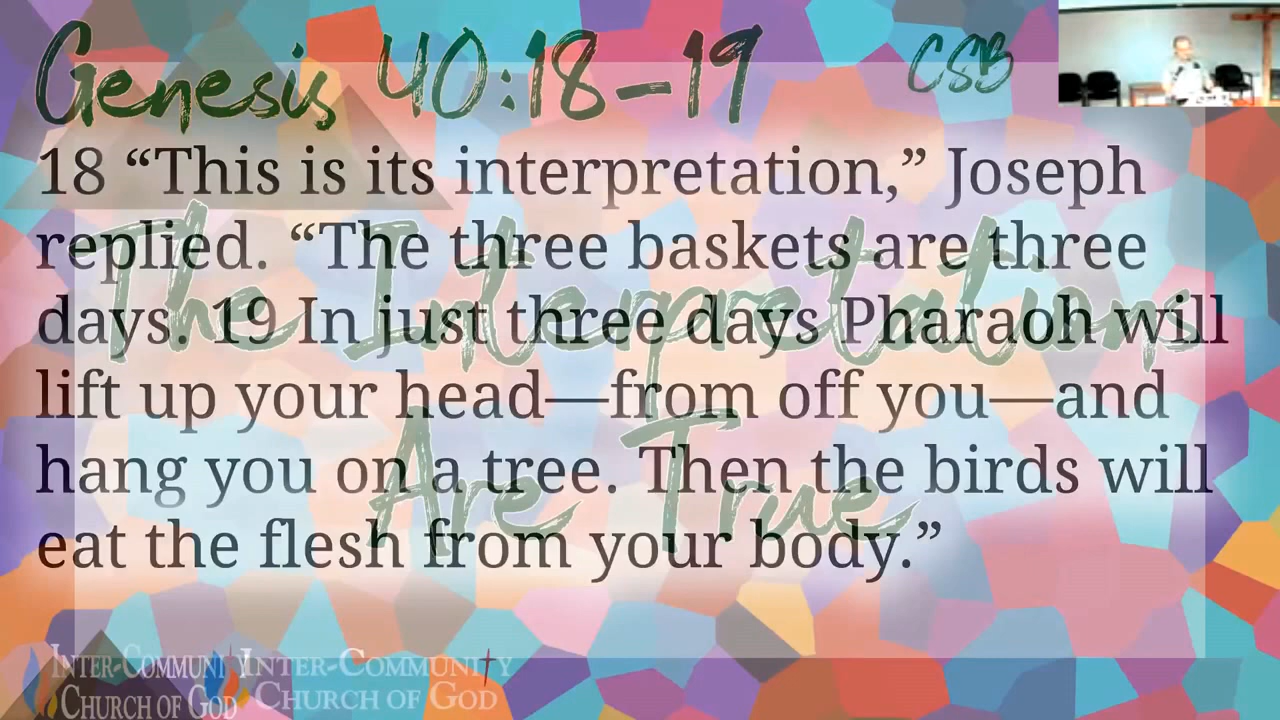 Genesis 40:18-19
CSB
18 “This is its interpretation,” Joseph
replied. “The three baskets are three
days. 19 In just three days Pharaoh will
lift up your head—from off you—and
hang you on a tree. Then the birds will
eat the flesh from your body.”
The Interpretations
Are True
INTER-COMMUNITY
CHURCH OF GOD
INTER-COMMUNITY
CHURCH OF GOD